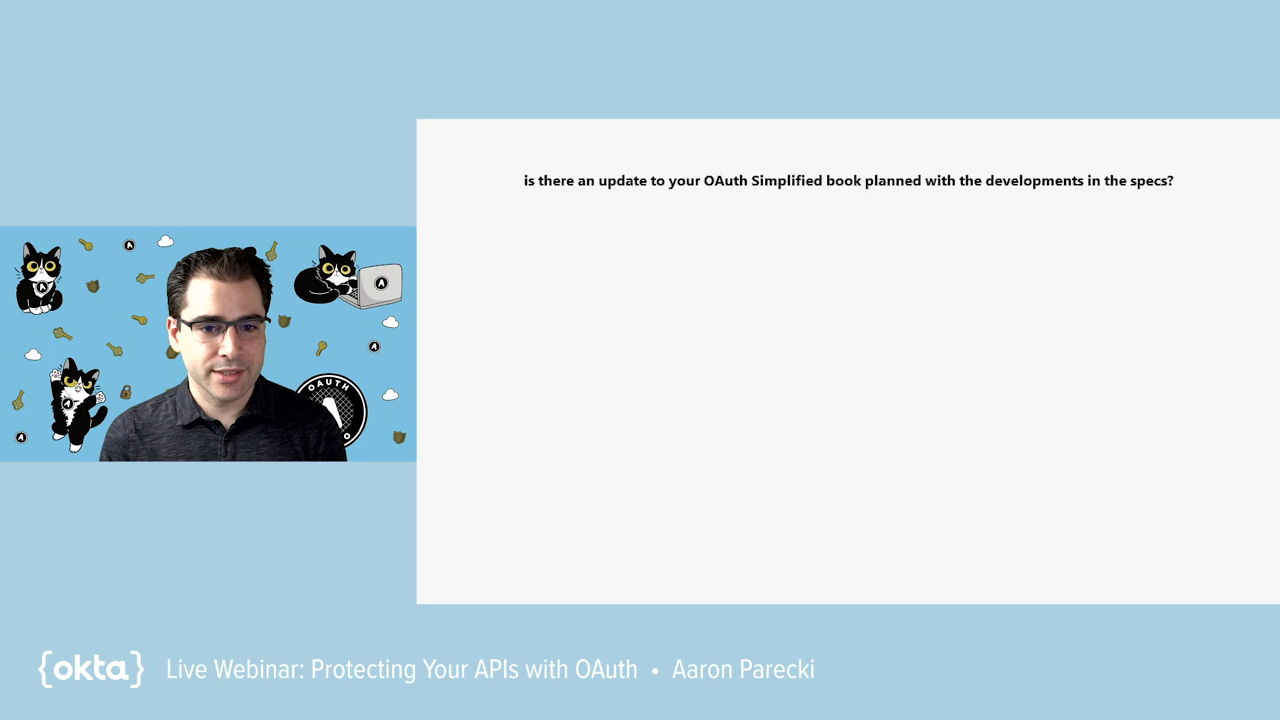 is there an update to your OAuth Simplified book planned with the developments in the specs?
OAUTH
{okta} Live Webinar: Protecting Your APIs with OAuth • Aaron Parecki